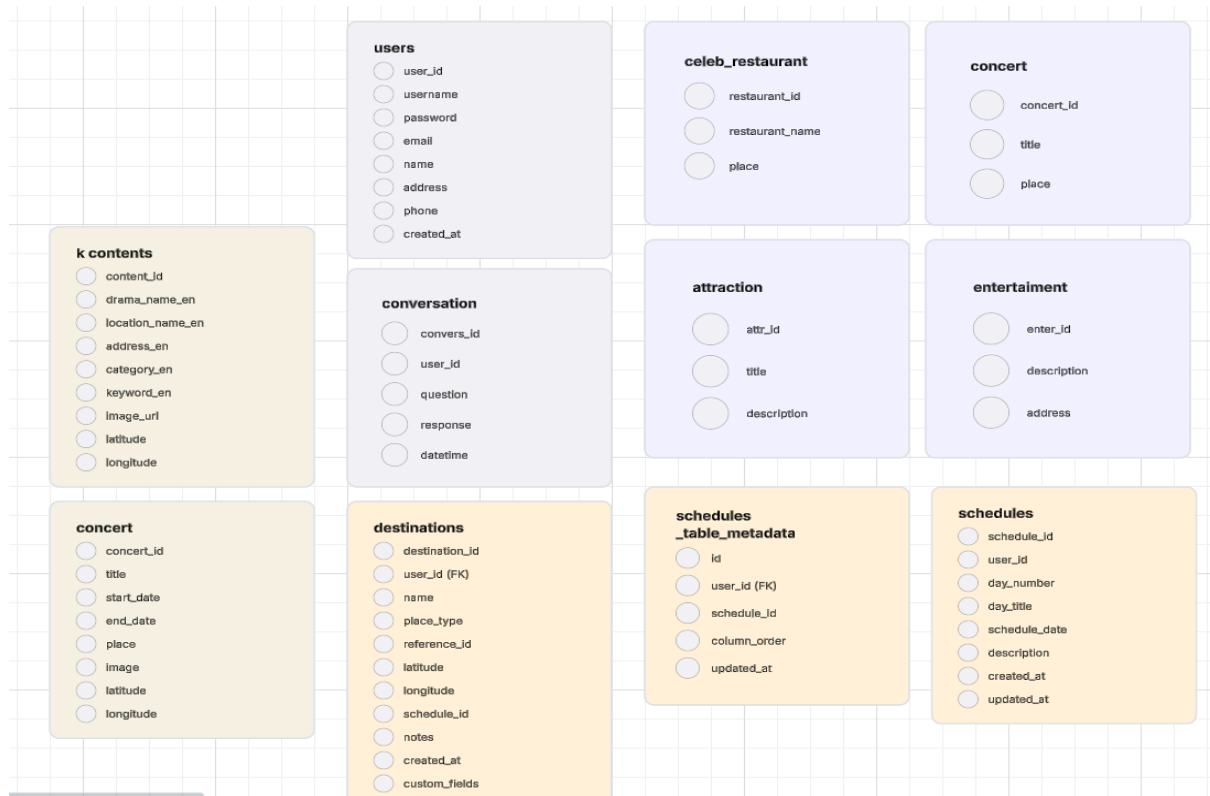 users
user_id
username
password
email
name
address
phone
created_at
celeb_restaurant
restaurant_id
restaurant_name
place
concert
concert_id
title
place
k contents
content_id
drama_name_en
location_name_en
address_en
category_en
keyword_en
image_url
latitude
longitude
conversation
convers_id
user_id
question
response
datetime
attraction
attr_id
title
description
entertaiment
enter_id
description
address
concert
concert_id
title
start_date
end_date
place
image
latitude
longitude
destinations
destination_id
user_id (FK)
name
place_type
reference_id
latitude
longitude
schedule_id
notes
created_at
custom_fields
schedules
_table_metadata
id
user_id (FK)
schedule_id
column_order
updated_at
schedules
schedule_id
user_id
day_number
day_title
schedule_date
description
created_at
updated_at